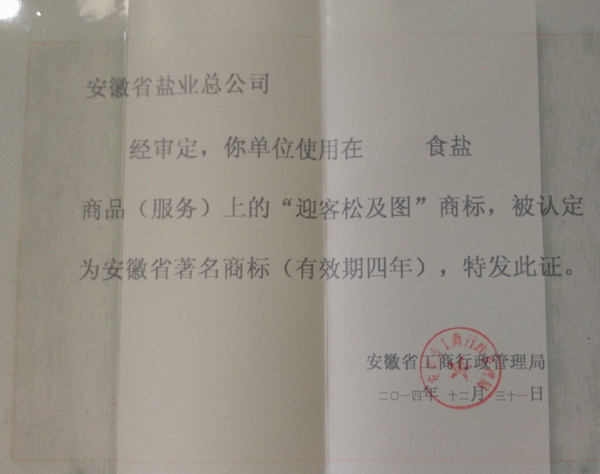 安徽省盐业总公司
经审定，你单位使用在 食盐
商品（服务）上的“迎客松及图”商标，被认定
为安徽省著名商标（有效期四年），特发此证。
安徽省工商行政管理局
二〇一四年 十二月 三十一日